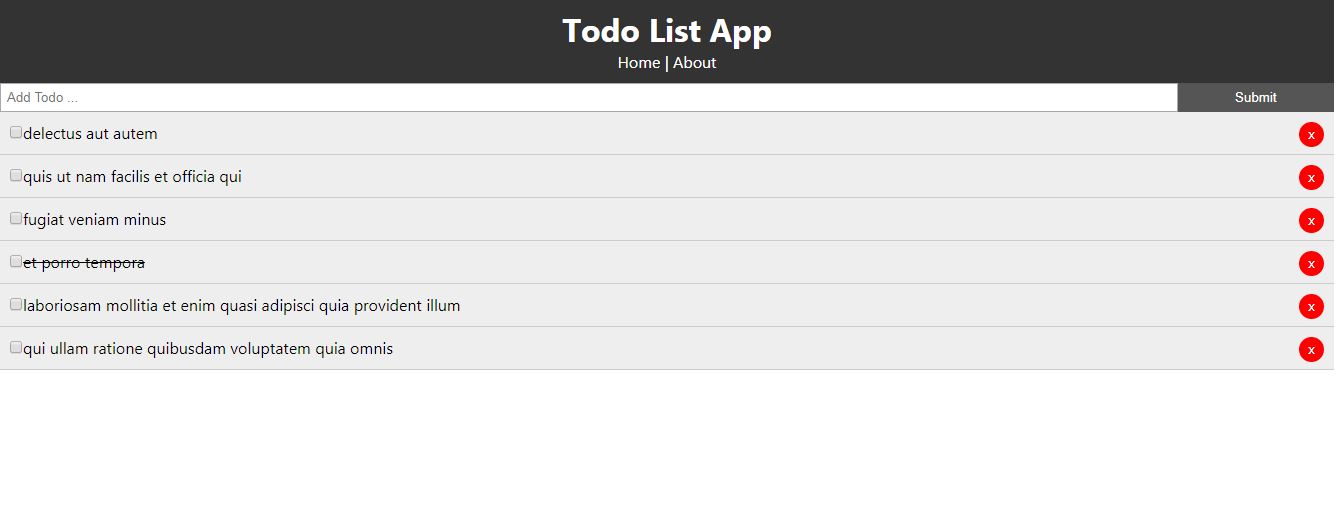 Todo List App
Home | About
Add Todo ... Submit
delectus aut autem x
quis ut nam facilis et officia qui x
fugiat veniam minus x
et porro tempora x
laboriosam mollitia et enim quasi adipisci quia provident illum x
qui ullam ratione quibusdam voluptatem quia omnis x